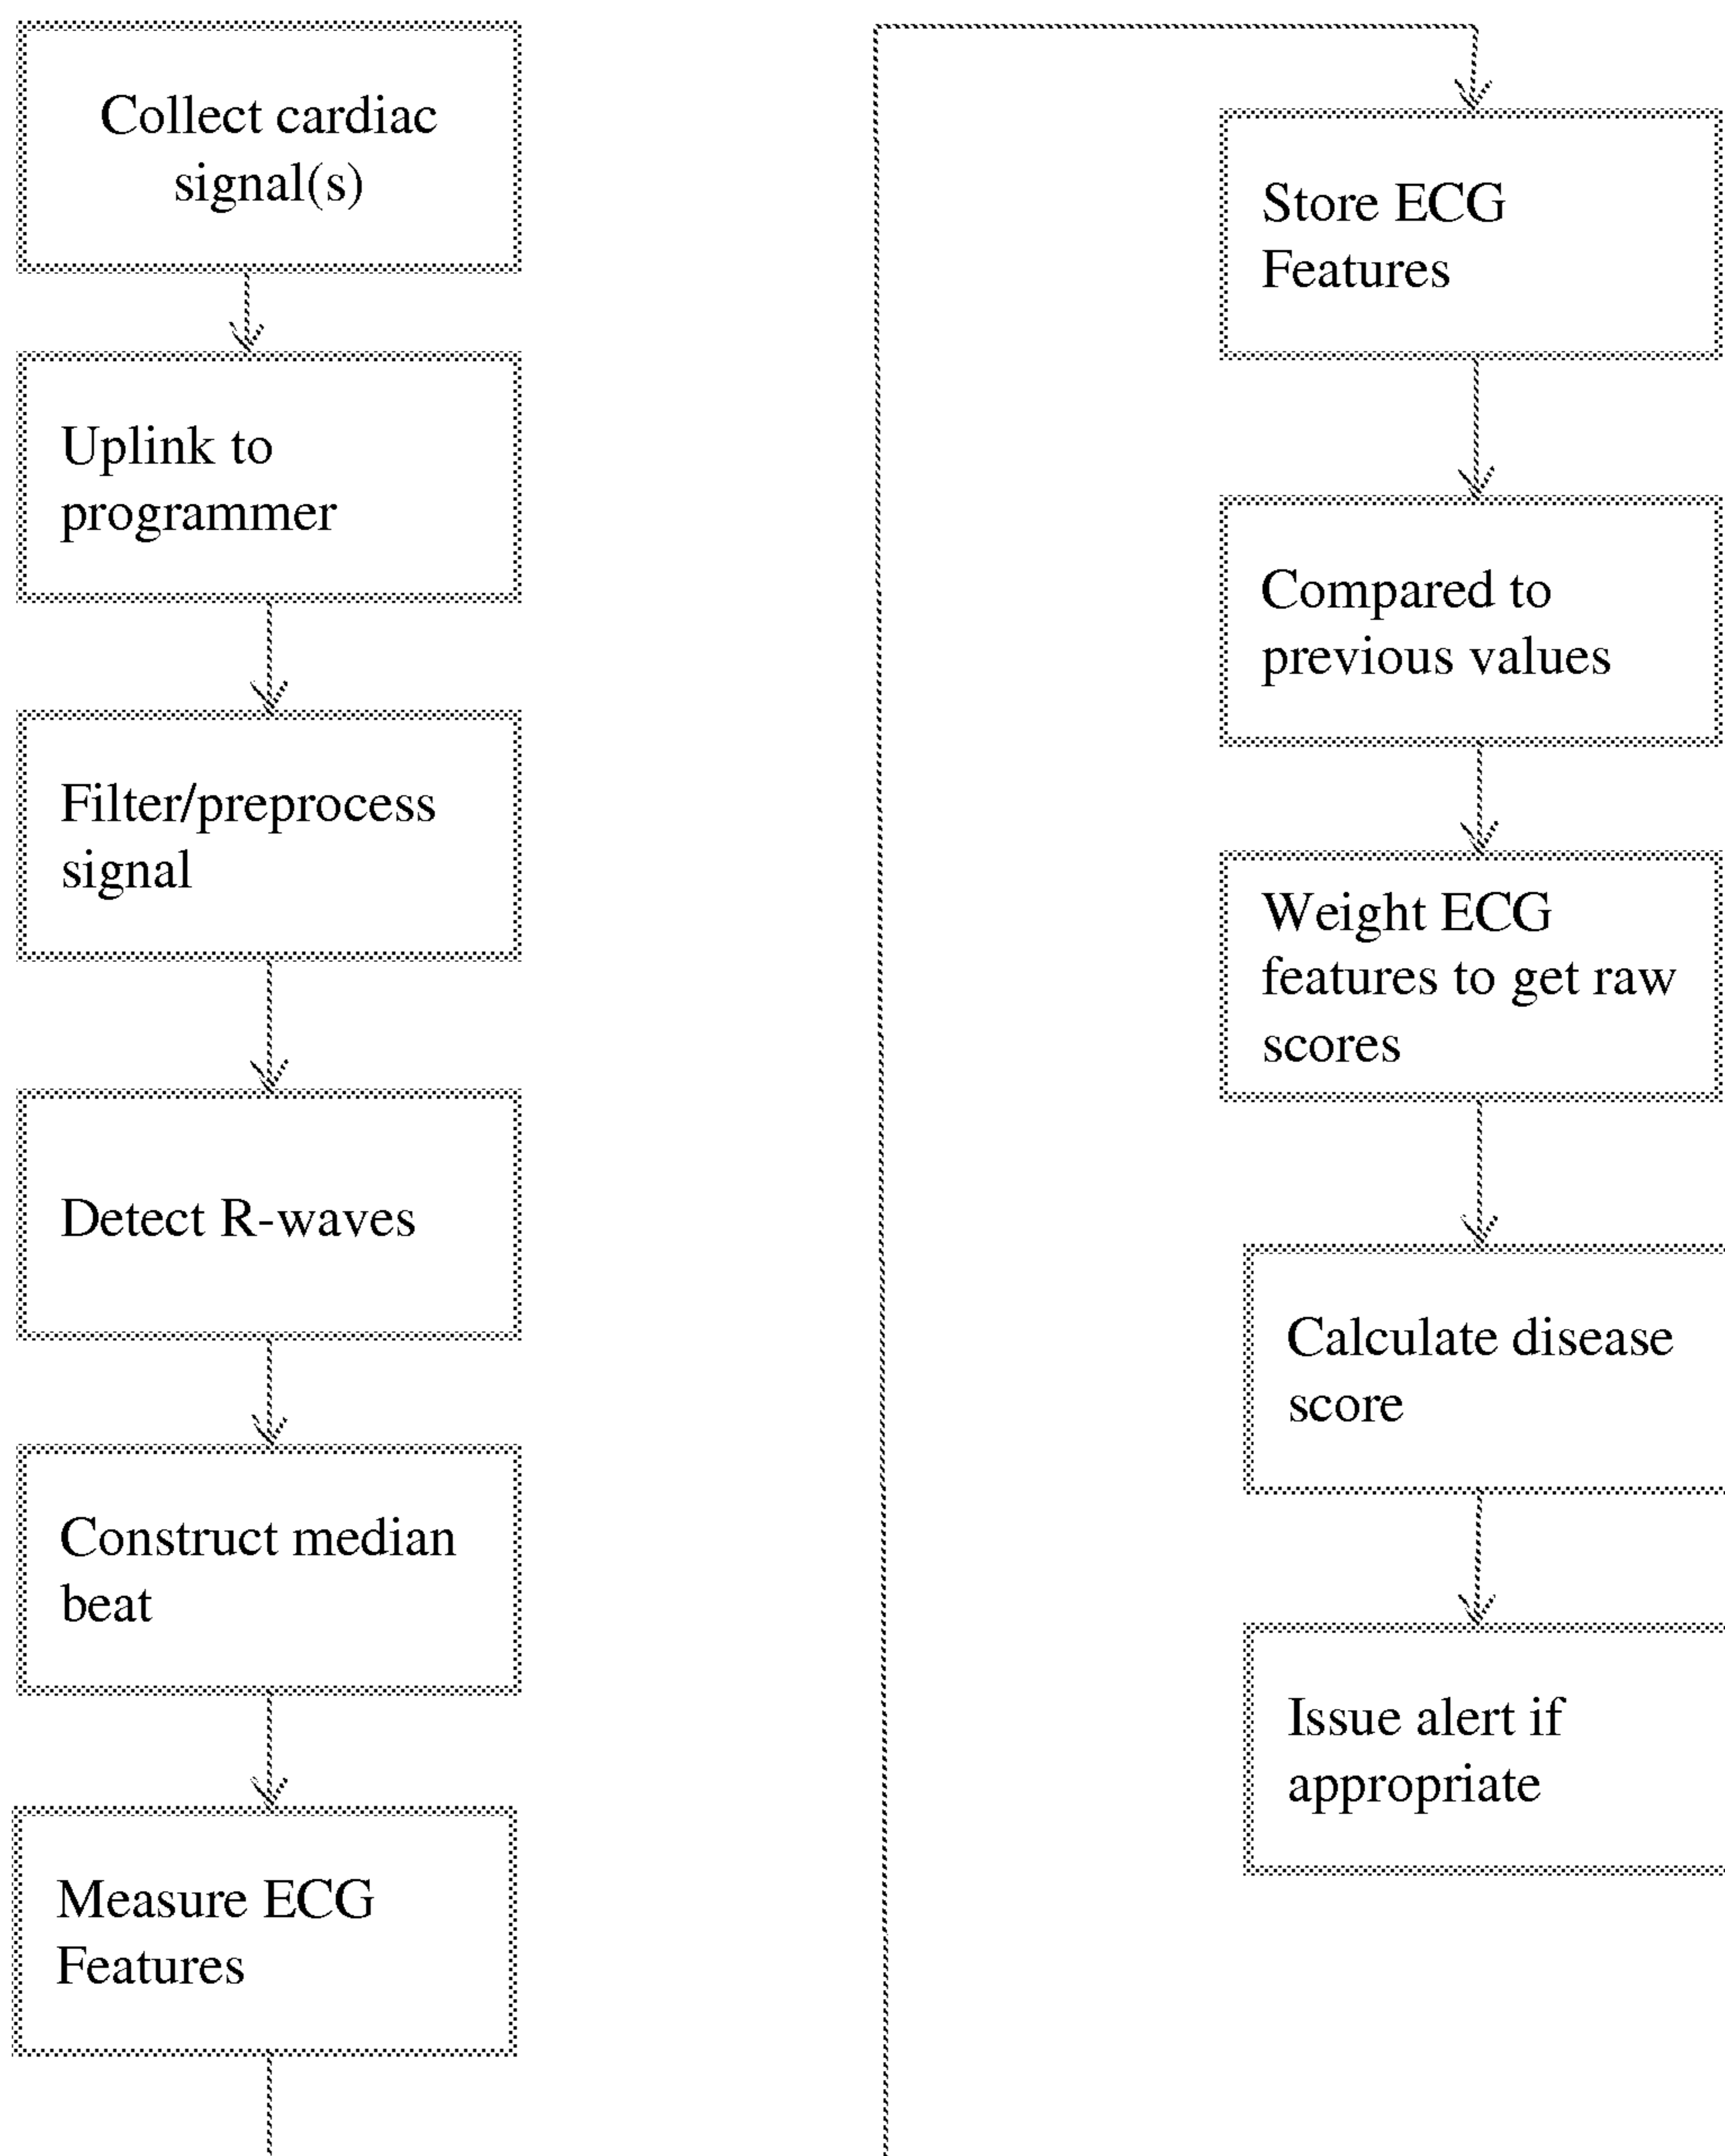 Collect cardiac
signal(s)
Uplink to
programmer
Filter/preprocess
signal
Detect R-waves
Construct median
beat
Measure ECG
Features
Store ECG
Features
Compared to
previous values
Weight ECG
features to get raw
scores
Calculate disease
score
Issue alert if
appropriate